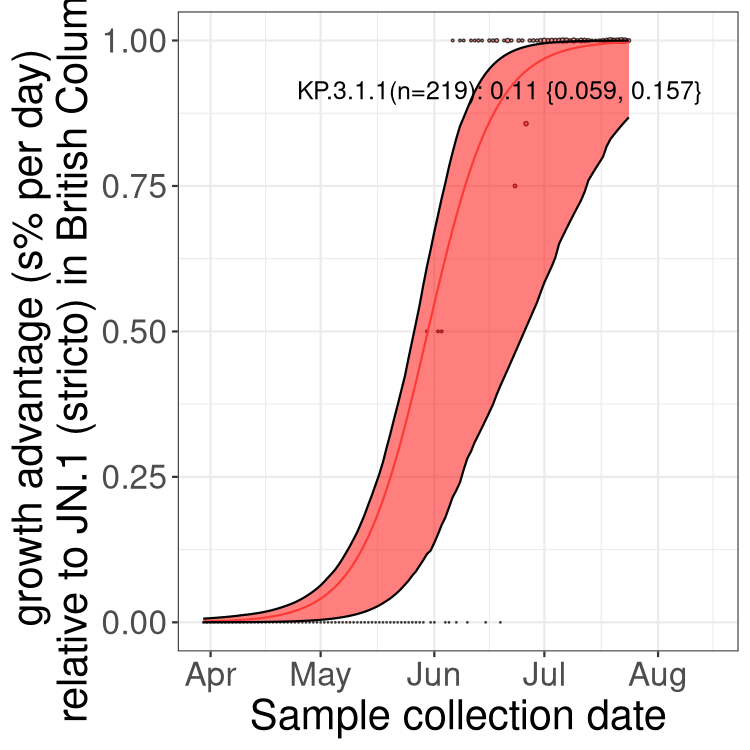 growth advantage (s% per day)
relative to JN.1 (stricto) in British Colum
1.00
0.75
0.50
0.25
0.00
KP.3.1.1(n=219): 0.11 {0.059, 0.157}
Apr May Jun Jul Aug
Sample collection date